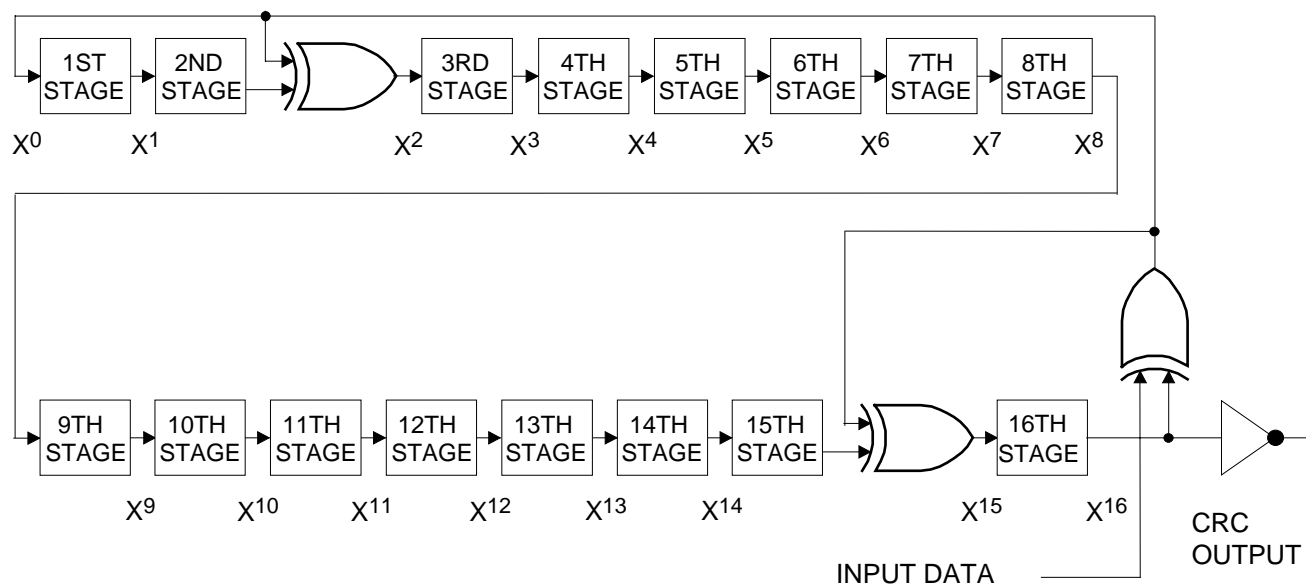 1ST STAGE
2ND STAGE
3RD STAGE
4TH STAGE
5TH STAGE
6TH STAGE
7TH STAGE
8TH STAGE
X⁰ X¹ X² X³ X⁴ X⁵ X⁶ X⁷ X⁸
9TH STAGE
10TH STAGE
11TH STAGE
12TH STAGE
13TH STAGE
14TH STAGE
15TH STAGE
16TH STAGE
X⁹ X¹⁰ X¹¹ X¹² X¹³ X¹⁴ X¹⁵ X¹⁶
CRC
OUTPUT
INPUT DATA